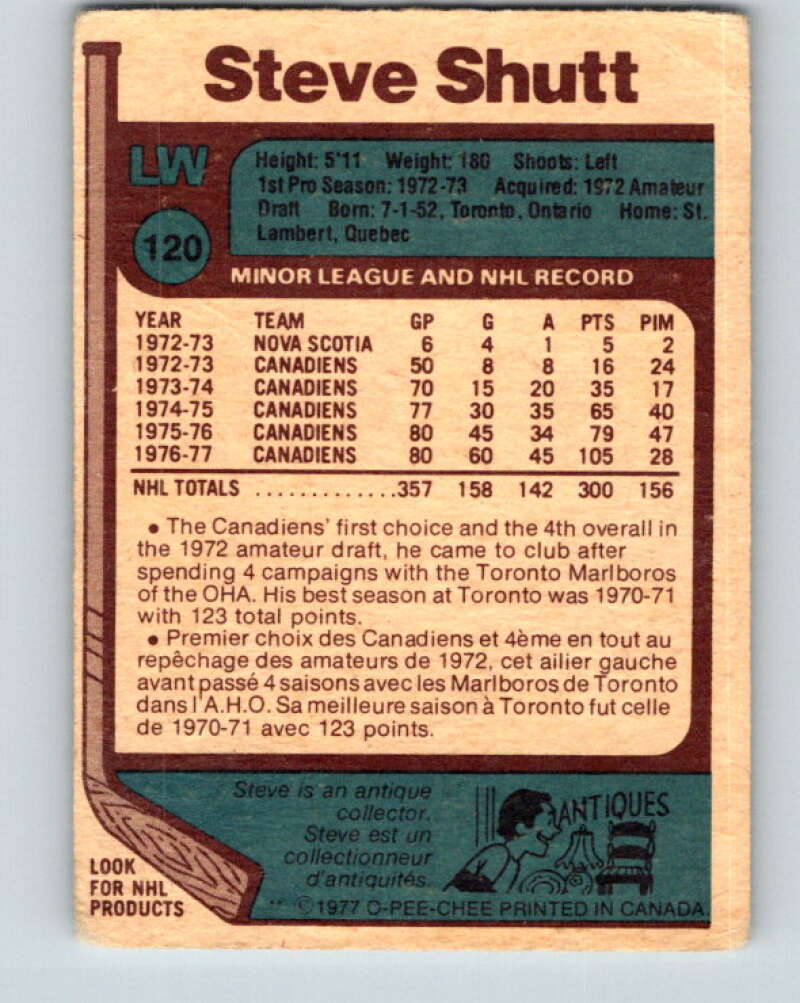 Steve Shutt
LW
120
Height: 5'11 Weight: 180 Shoots: Left
1st Pro Season: 1972-73 Acquired: 1972 Amateur
Draft Born: 7-1-52, Toronto, Ontario Home: St.
Lambert, Quebec
MINOR LEAGUE AND NHL RECORD
YEAR TEAM GP G A PTS PIM
1972-73 NOVA SCOTIA 6 4 1 5 2
1972-73 CANADIENS 50 8 8 16 24
1973-74 CANADIENS 70 15 20 35 17
1974-75 CANADIENS 77 30 35 65 40
1975-76 CANADIENS 80 45 34 79 47
1976-77 CANADIENS 80 60 45 105 28
NHL TOTALS .............357 158 142 300 156
• The Canadiens' first choice and the 4th overall in
the 1972 amateur draft, he came to club after
spending 4 campaigns with the Toronto Marlboros
of the OHA. His best season at Toronto was 1970-71
with 123 total points.
• Premier choix des Canadiens et 4ème en tout au
repêchage des amateurs de 1972, cet ailier gauche
avant passé 4 saisons avec les Marlboros de Toronto
dans l'A.H.O. Sa meilleure saison à Toronto fut celle
de 1970-71 avec 123 points.
Steve is an antique
collector.
Steve est un
collectionneur
d'antiquités.
ANTIQUES
LOOK
FOR NHL
PRODUCTS
** ©1977 O-PEE-CHEE PRINTED IN CANADA